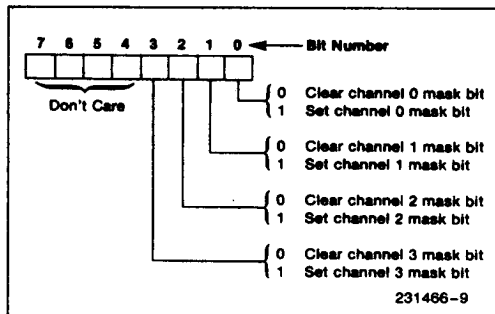 7 6 5 4 3 2 1 0 Bit Number
Don't Care
0 Clear channel 0 mask bit
1 Set channel 0 mask bit
0 Clear channel 1 mask bit
1 Set channel 1 mask bit
0 Clear channel 2 mask bit
1 Set channel 2 mask bit
0 Clear channel 3 mask bit
1 Set channel 3 mask bit
231466-9